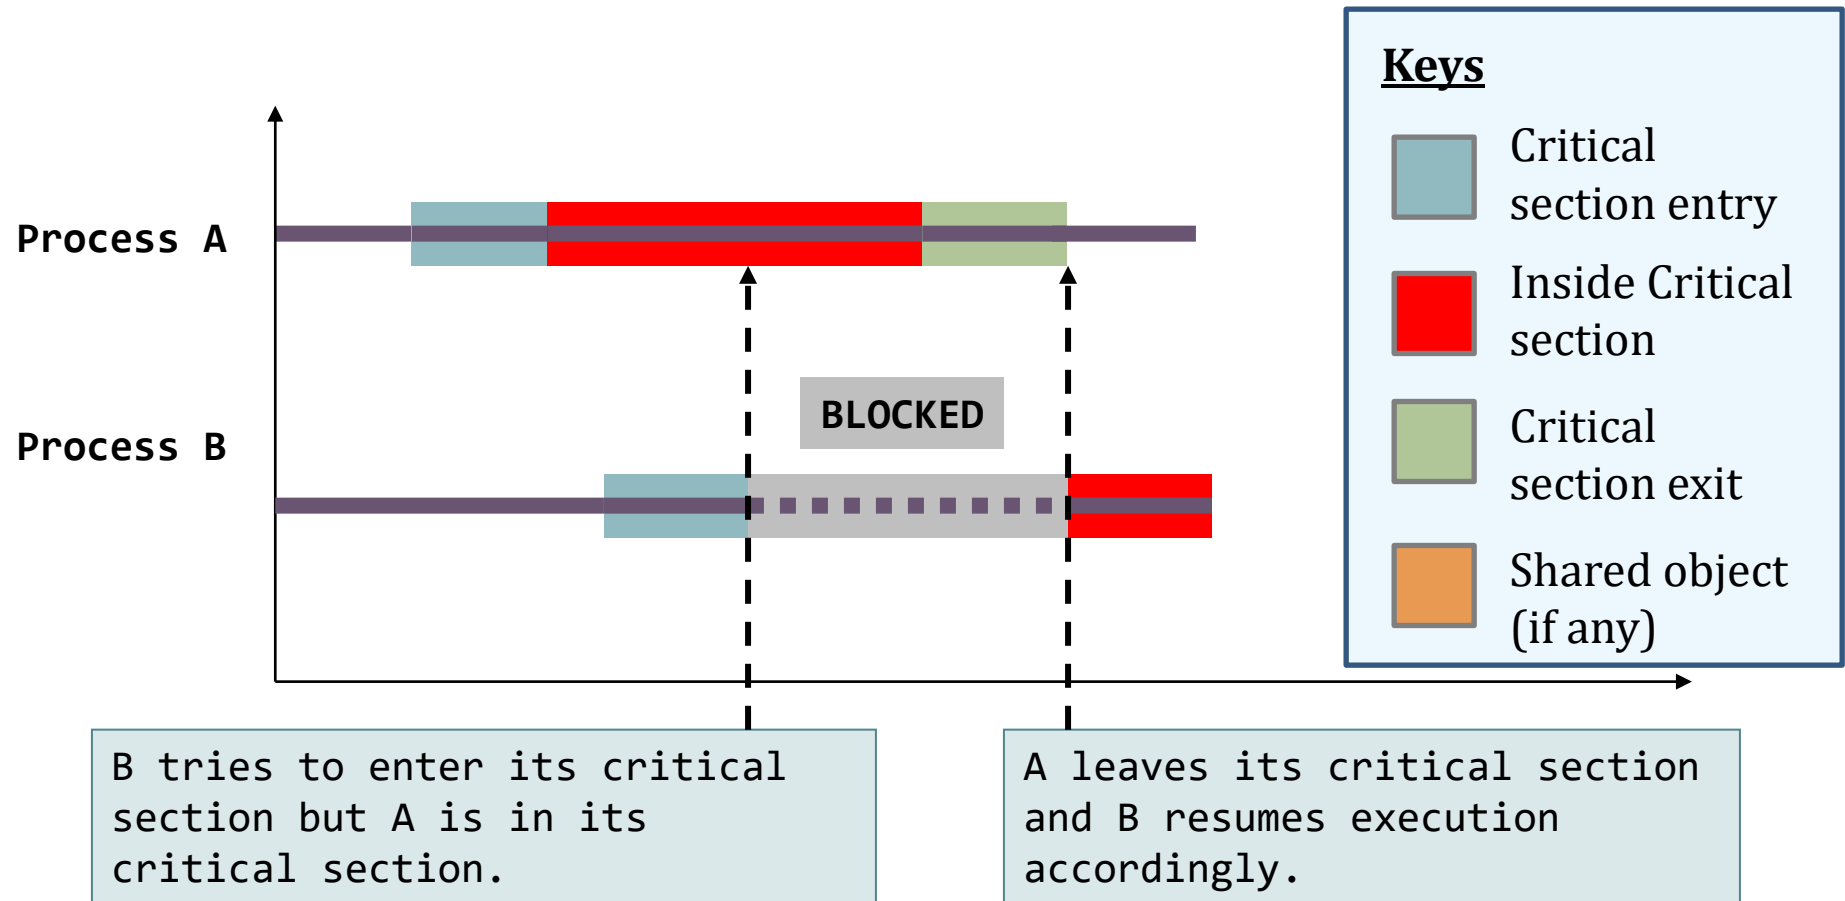 Keys
Critical
section entry
Inside Critical
section
Critical
section exit
Shared object
(if any)
Process A
BLOCKED
Process B
B tries to enter its critical
section but A is in its
critical section.
A leaves its critical section
and B resumes execution
accordingly.